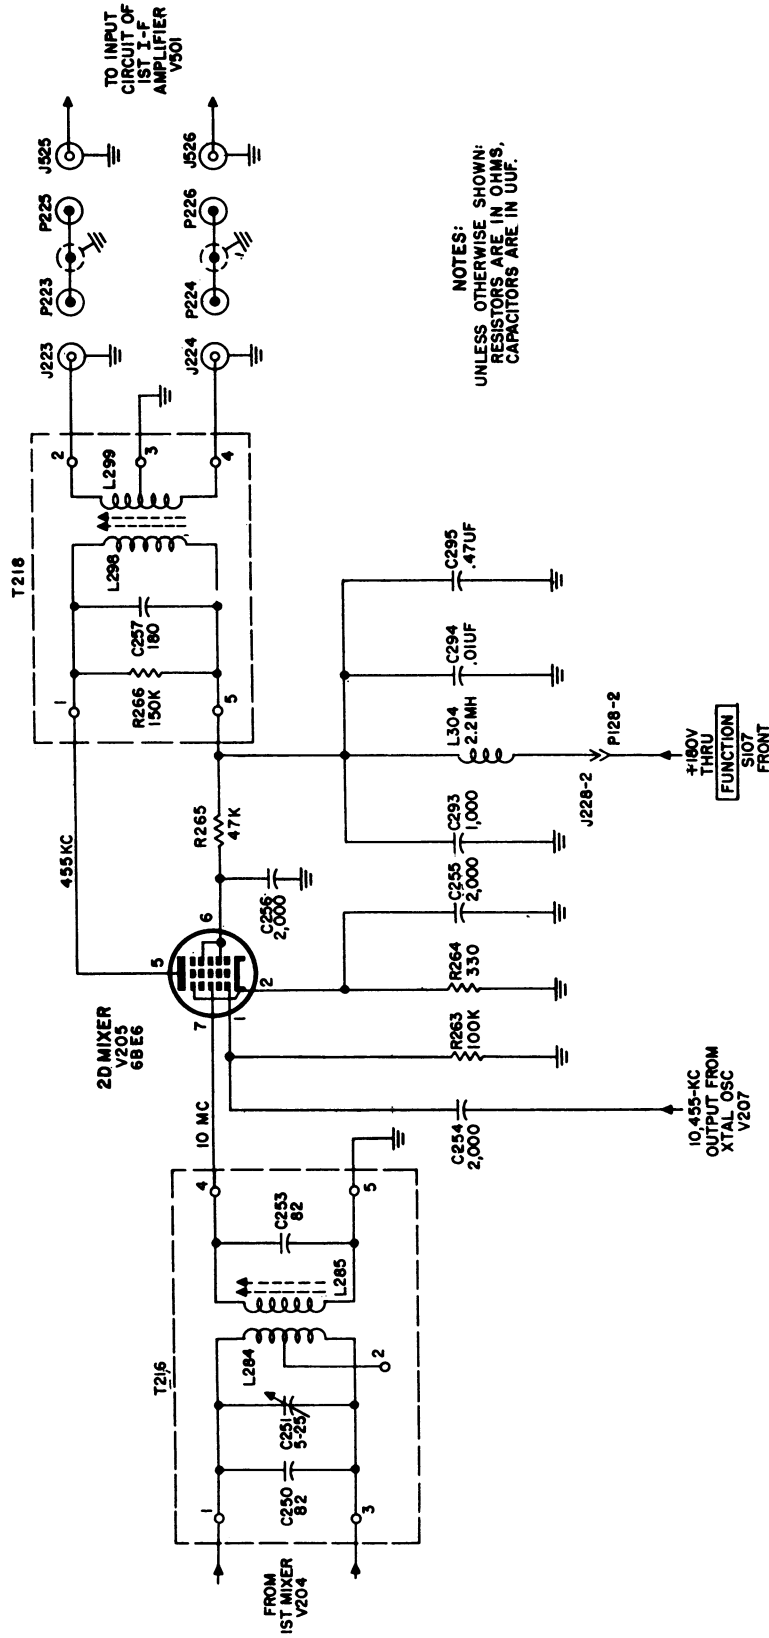 FROM
1ST MIXER
V204
1
3
T216
C250
82
C251
5-25
L284
2
L285
C253
82
4
5
10 MC
2D MIXER
V205
6BE6
7
1
5
6
2
C254
2,000
10,455-KC
OUTPUT FROM
XTAL OSC
V207
R263
100K
R264
330
C255
2,000
C256
2,000
R265
47K
455KC
C293
1,000
L304
2.2MH
J228-2
P128-2
+180V
THRU
FUNCTION
S107
FRONT
C294
.01UF
C295
.47UF
T218
1
5
R266
150K
C257
180
L298
L299
2
3
4
J223
P223
P225
J525
J224
P224
P226
J526
TO INPUT
CIRCUIT OF
1ST I-F
AMPLIFIER
V501
NOTES:
UNLESS OTHERWISE SHOWN:
RESISTORS ARE IN OHMS,
CAPACITORS ARE IN UUF.